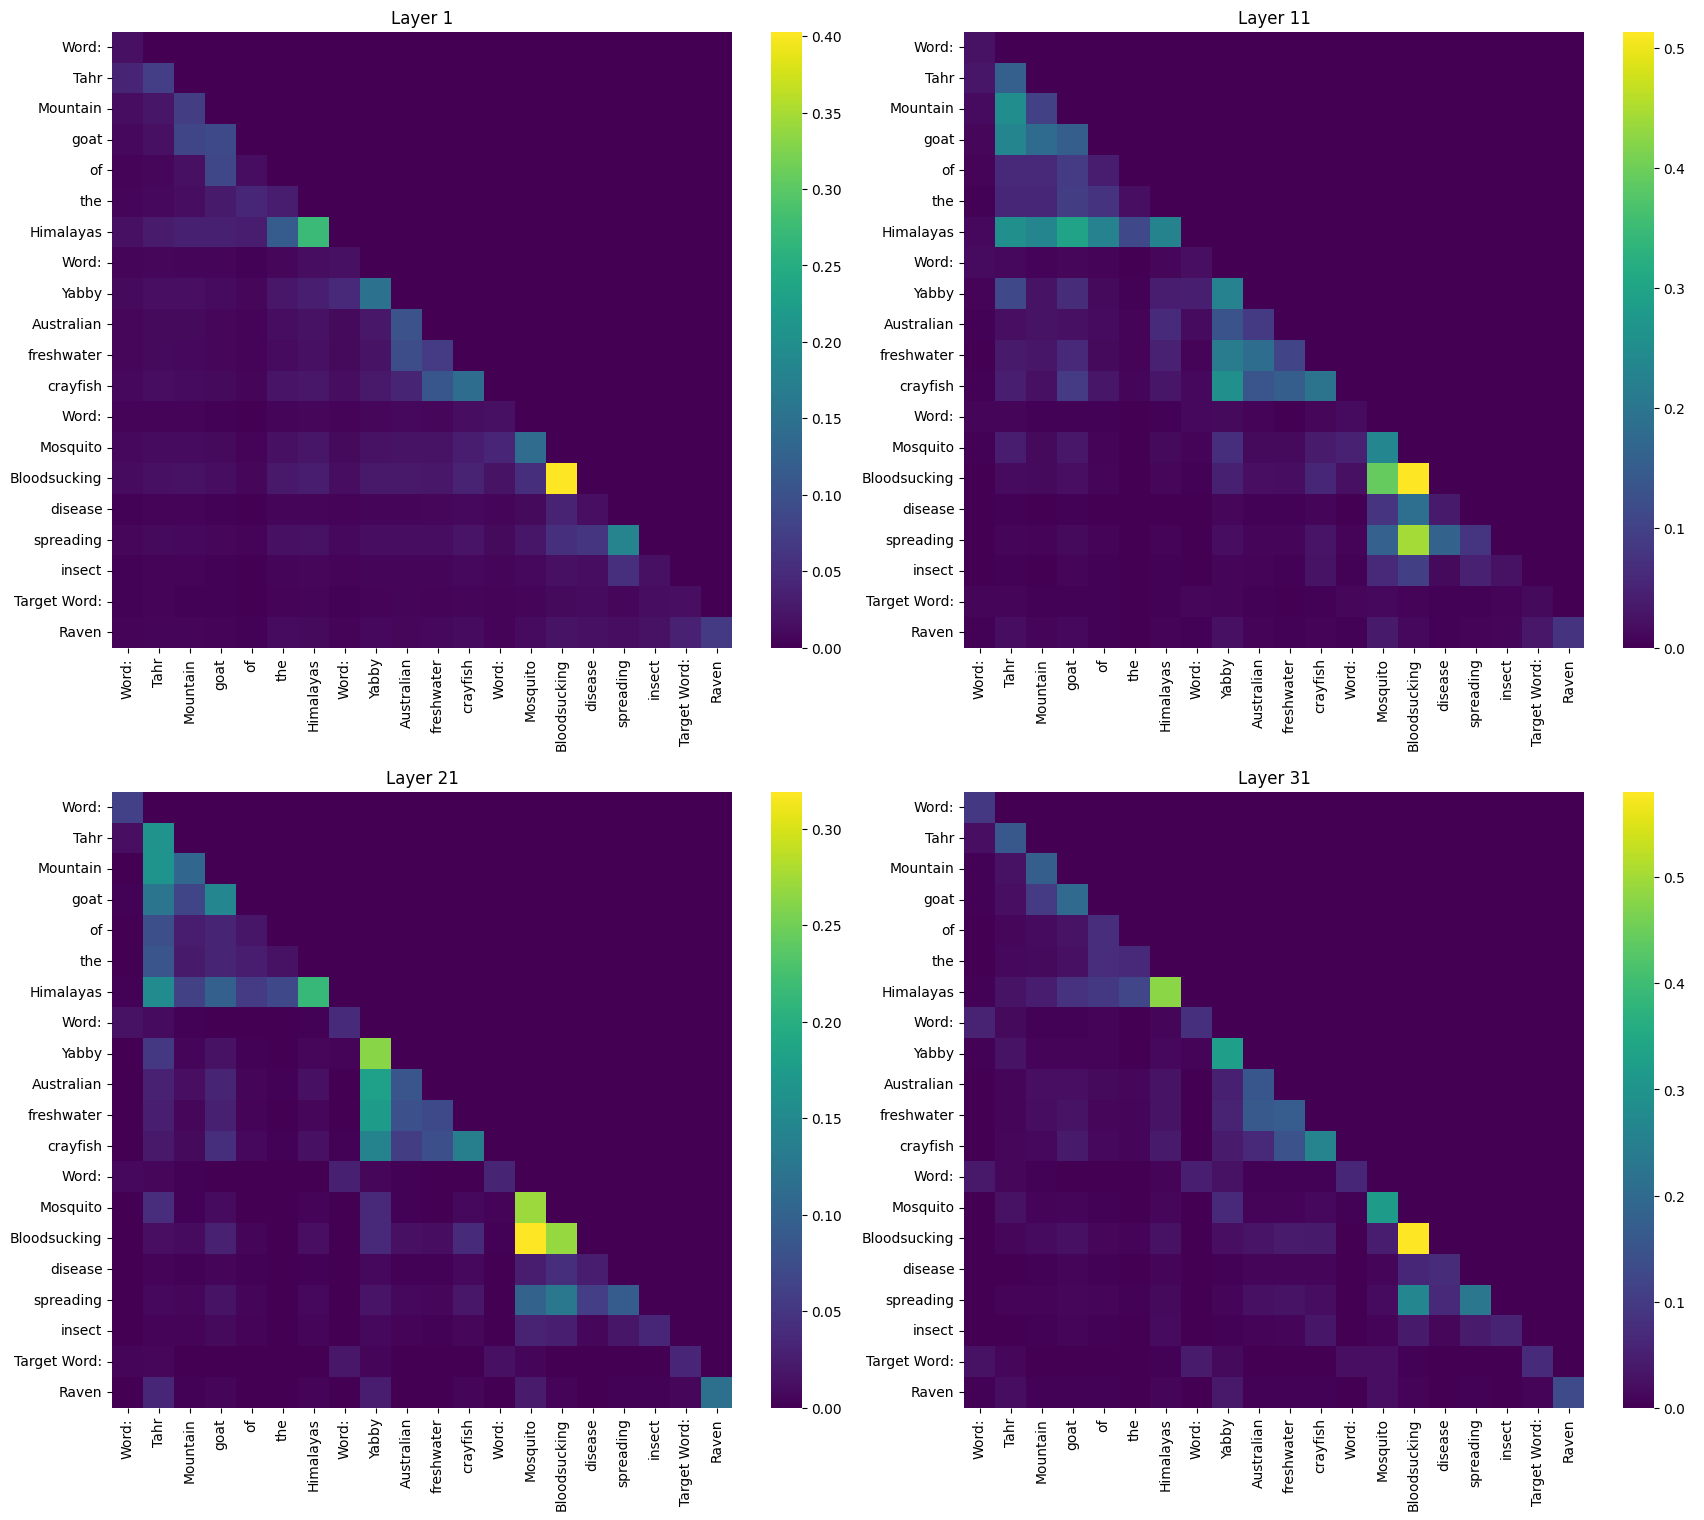 Layer 1
Word:
Tahr
Mountain
goat
of
the
Himalayas
Word:
Yabby
Australian
freshwater
crayfish
Word:
Mosquito
Bloodsucking
disease
spreading
insect
Target Word:
Raven
Word:
Tahr
Mountain
goat
of
the
Himalayas
Word:
Yabby
Australian
freshwater
crayfish
Word:
Mosquito
Bloodsucking
disease
spreading
insect
Target Word:
Raven
0.40
0.35
0.30
0.25
0.20
0.15
0.10
0.05
0.00
Layer 11
Word:
Tahr
Mountain
goat
of
the
Himalayas
Word:
Yabby
Australian
freshwater
crayfish
Word:
Mosquito
Bloodsucking
disease
spreading
insect
Target Word:
Raven
Word:
Tahr
Mountain
goat
of
the
Himalayas
Word:
Yabby
Australian
freshwater
crayfish
Word:
Mosquito
Bloodsucking
disease
spreading
insect
Target Word:
Raven
0.5
0.4
0.3
0.2
0.1
0.0
Layer 21
Word:
Tahr
Mountain
goat
of
the
Himalayas
Word:
Yabby
Australian
freshwater
crayfish
Word:
Mosquito
Bloodsucking
disease
spreading
insect
Target Word:
Raven
Word:
Tahr
Mountain
goat
of
the
Himalayas
Word:
Yabby
Australian
freshwater
crayfish
Word:
Mosquito
Bloodsucking
disease
spreading
insect
Target Word:
Raven
0.30
0.25
0.20
0.15
0.10
0.05
0.00
Layer 31
Word:
Tahr
Mountain
goat
of
the
Himalayas
Word:
Yabby
Australian
freshwater
crayfish
Word:
Mosquito
Bloodsucking
disease
spreading
insect
Target Word:
Raven
Word:
Tahr
Mountain
goat
of
the
Himalayas
Word:
Yabby
Australian
freshwater
crayfish
Word:
Mosquito
Bloodsucking
disease
spreading
insect
Target Word:
Raven
0.5
0.4
0.3
0.2
0.1
0.0